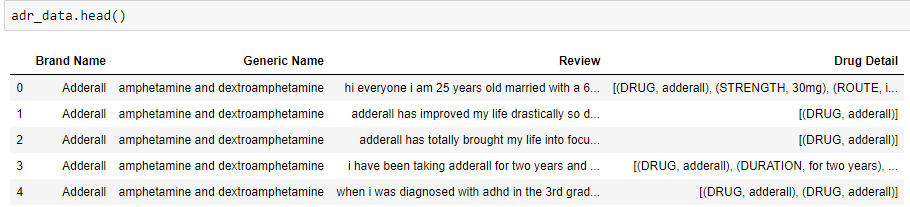 adr_data.head()
Brand Name Generic Name Review Drug Detail
0 Adderall amphetamine and dextroamphetamine hi everyone i am 25 years old married with a 6... [(DRUG, adderall), (STRENGTH, 30mg), (ROUTE, i...
1 Adderall amphetamine and dextroamphetamine adderall has improved my life drastically so d... [(DRUG, adderall)]
2 Adderall amphetamine and dextroamphetamine adderall has totally brought my life into focu... [(DRUG, adderall)]
3 Adderall amphetamine and dextroamphetamine i have been taking adderall for two years and ... [(DRUG, adderall), (DURATION, for two years), ...
4 Adderall amphetamine and dextroamphetamine when i was diagnosed with adhd in the 3rd grad... [(DRUG, adderall), (DRUG, adderall)]